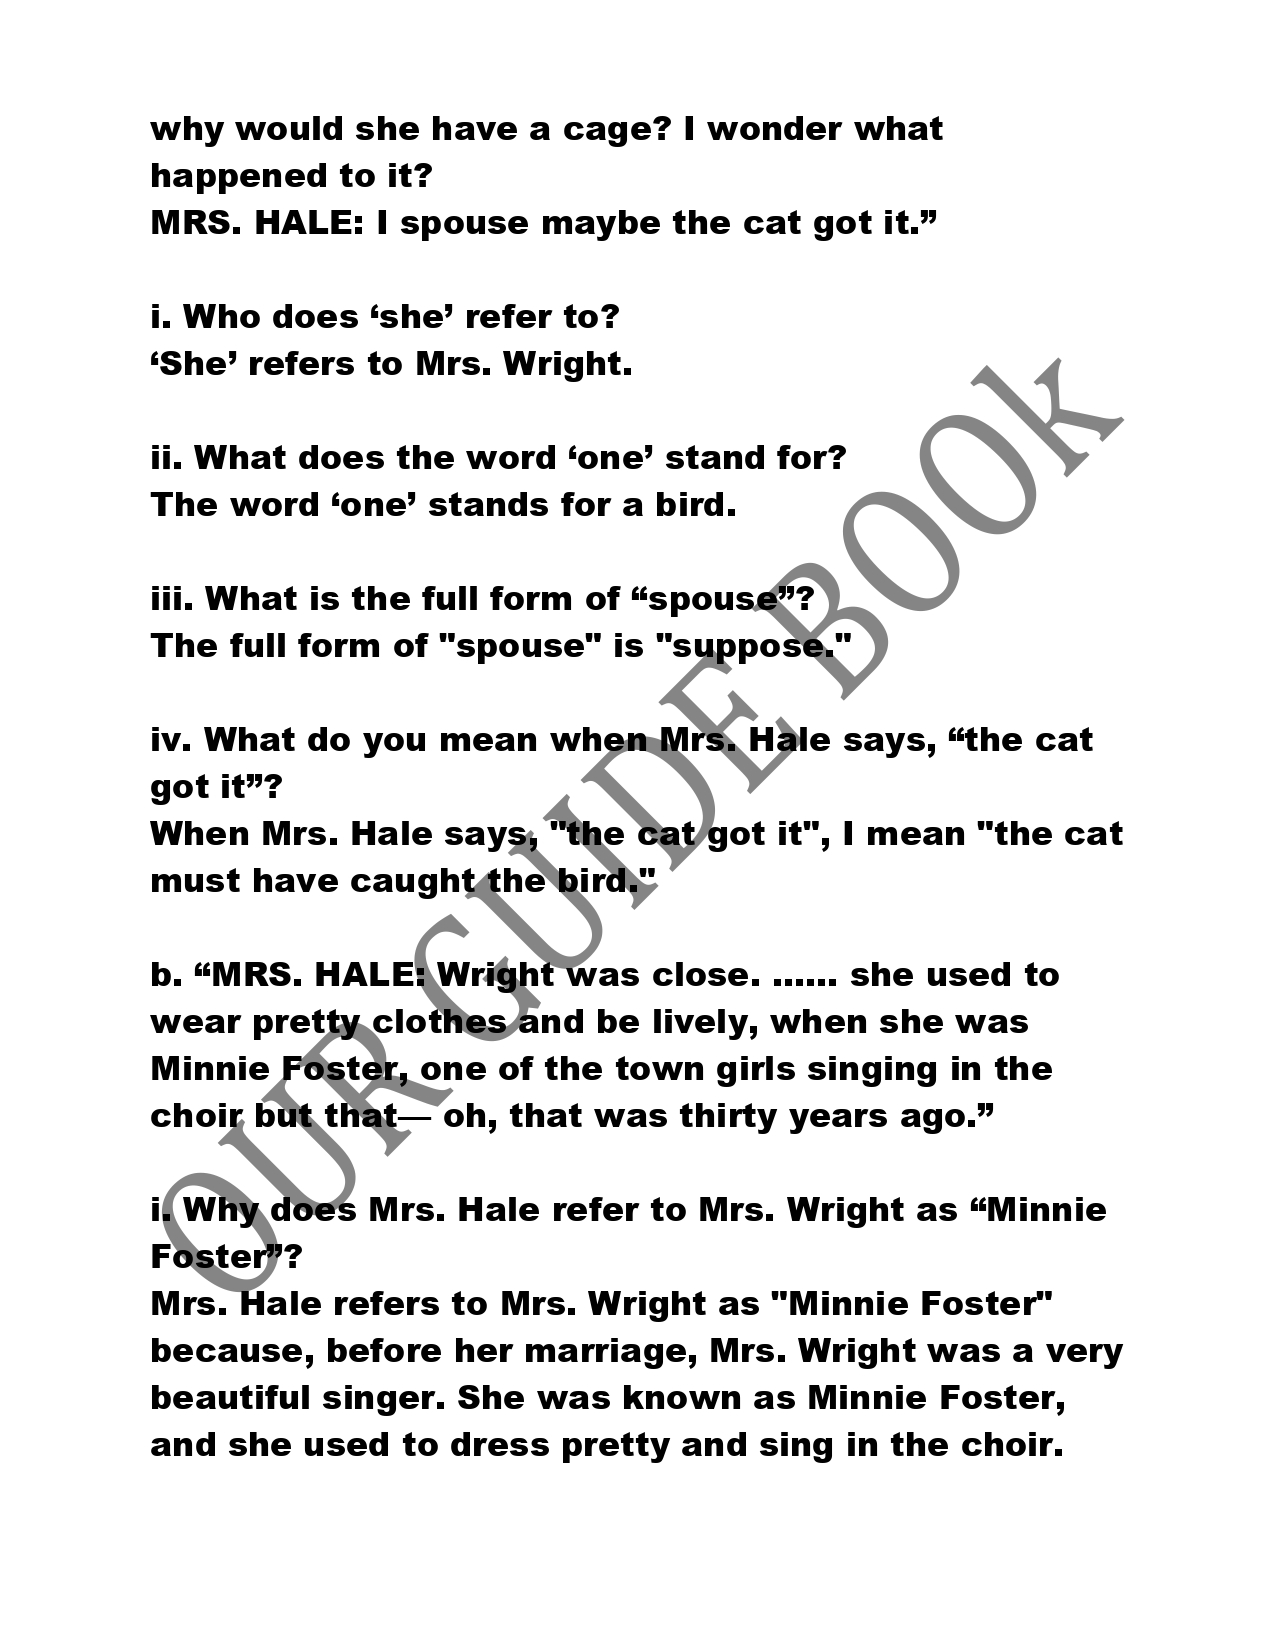 why would she have a cage? I wonder what
happened to it?
MRS. HALE: I spouse maybe the cat got it.”
i. Who does ‘she’ refer to?
‘She’ refers to Mrs. Wright.
ii. What does the word ‘one’ stand for?
The word ‘one’ stands for a bird.
iii. What is the full form of “spouse”?
The full form of "spouse" is "suppose."
iv. What do you mean when Mrs. Hale says, “the cat
got it”?
When Mrs. Hale says, "the cat got it", I mean "the cat
must have caught the bird."
b. “MRS. HALE: Wright was close. ...... she used to
wear pretty clothes and be lively, when she was
Minnie Foster, one of the town girls singing in the
choir but that— oh, that was thirty years ago.”
i. Why does Mrs. Hale refer to Mrs. Wright as “Minnie
Foster”?
Mrs. Hale refers to Mrs. Wright as "Minnie Foster"
because, before her marriage, Mrs. Wright was a very
beautiful singer. She was known as Minnie Foster,
and she used to dress pretty and sing in the choir.
OUR GUIDE BOOk